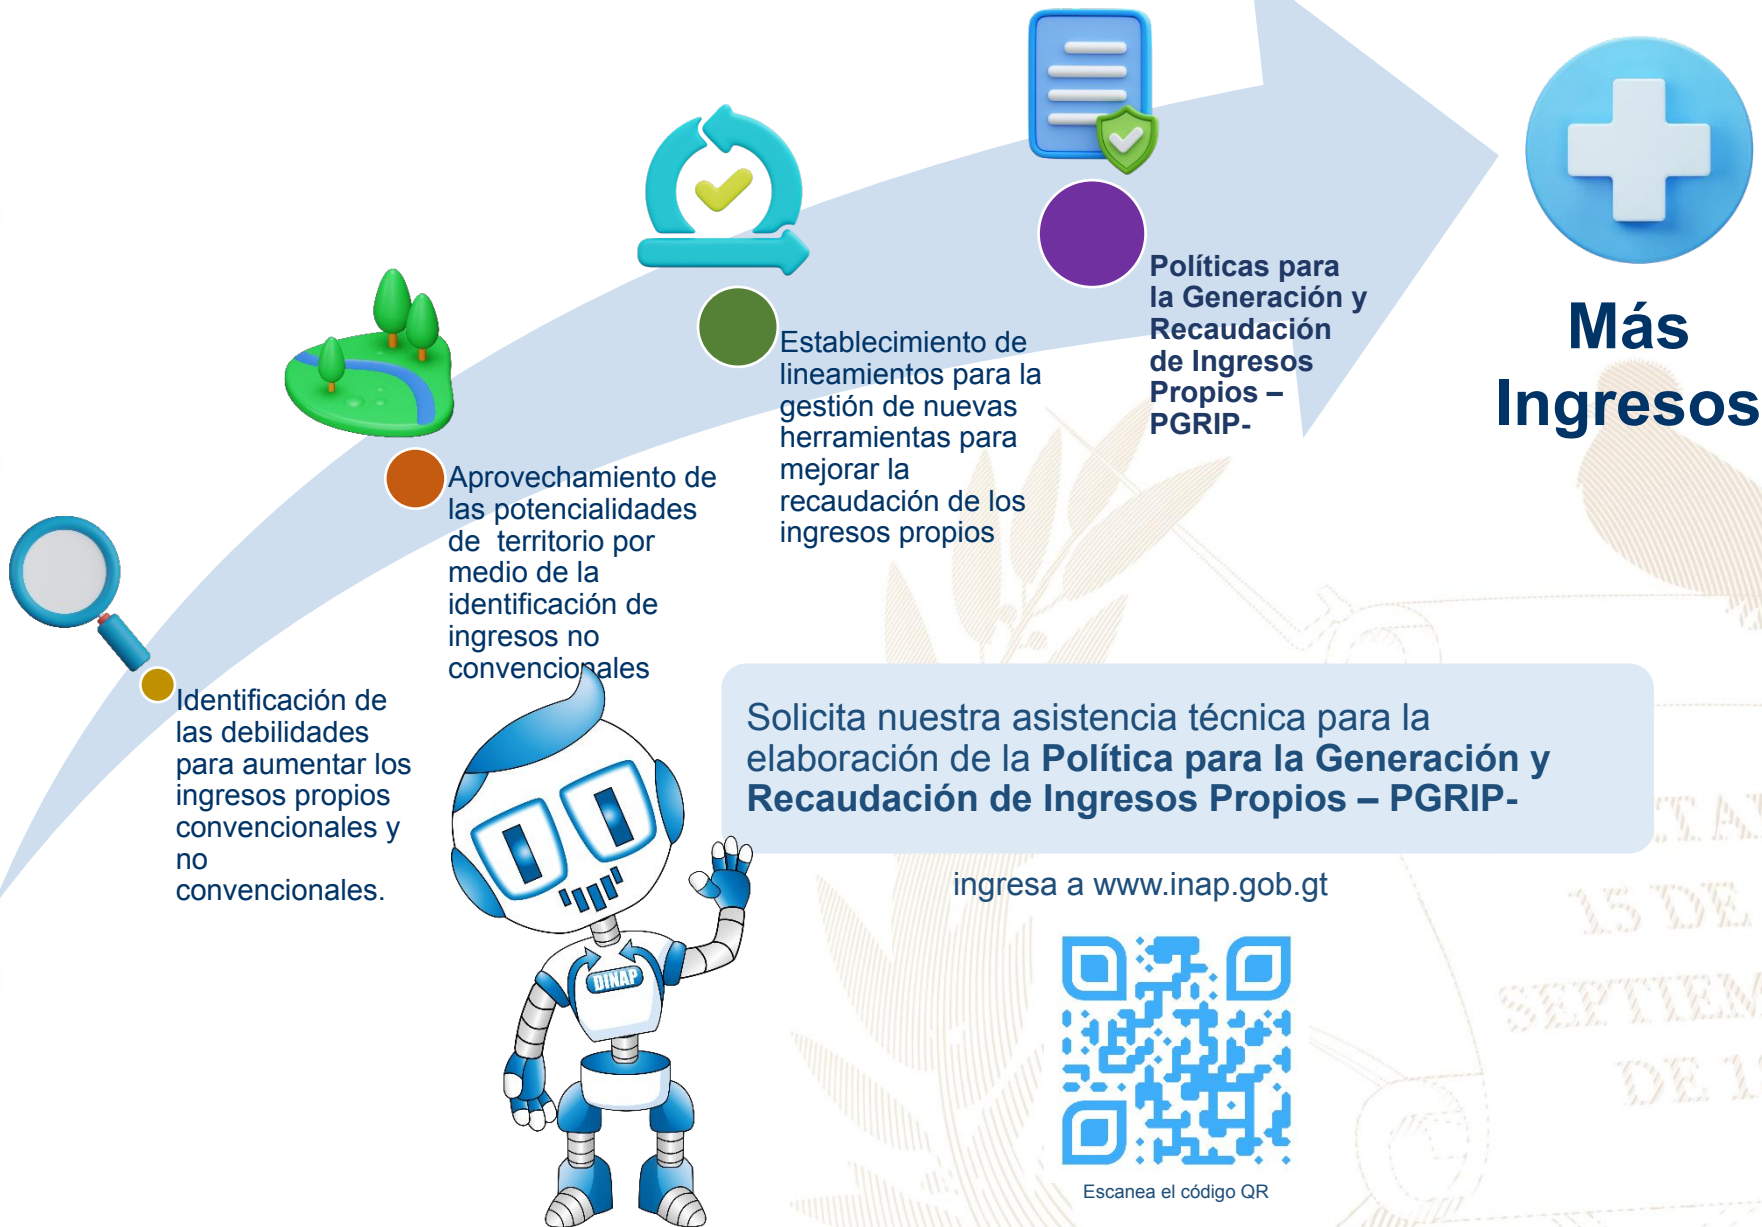 Identificación de
las debilidades
para aumentar los
ingresos propios
convencionales y
no
convencionales.
Aprovechamiento de
las potencialidades
de  territorio por
medio de la
identificación de
ingresos no
convencionales
Establecimiento de
lineamientos para la
gestión de nuevas
herramientas para
mejorar la
recaudación de los
ingresos propios
Políticas para
la Generación y
Recaudación
de Ingresos
Propios –
PGRIP-
Más
Ingresos
Solicita nuestra asistencia técnica para la
elaboración de la Política para la Generación y
Recaudación de Ingresos Propios – PGRIP-
ingresa a www.inap.gob.gt
DINAP
Escanea el código QR
15 DE
DE